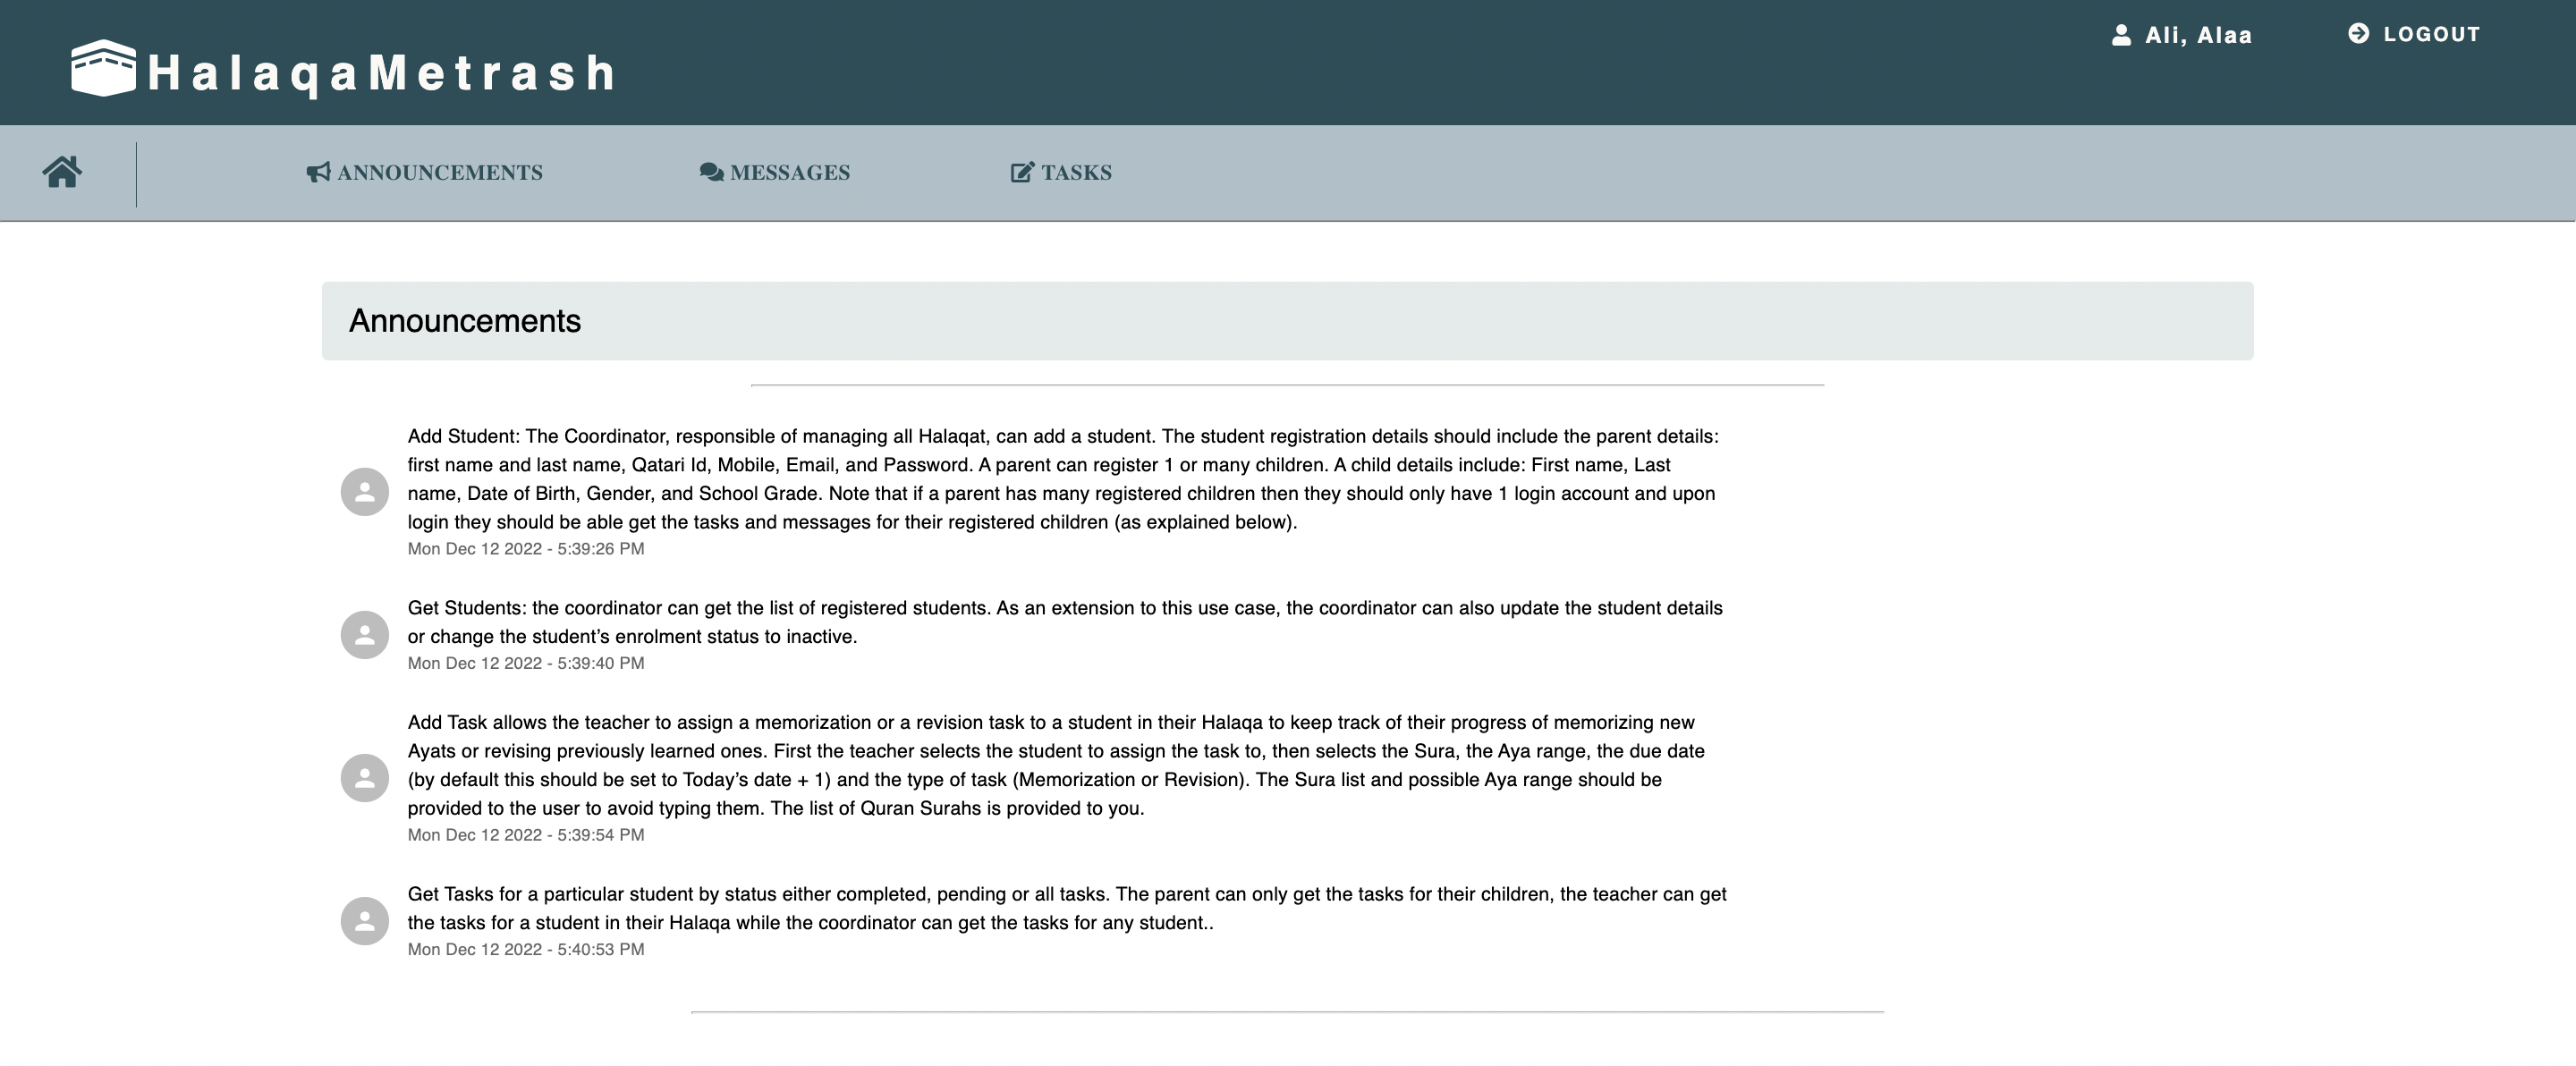 HalaqaMetrash
Ali, Alaa
LOGOUT
ANNOUNCEMENTS
MESSAGES
TASKS
Announcements
Add Student: The Coordinator, responsible of managing all Halaqat, can add a student. The student registration details should include the parent details:
first name and last name, Qatari Id, Mobile, Email, and Password. A parent can register 1 or many children. A child details include: First name, Last
name, Date of Birth, Gender, and School Grade. Note that if a parent has many registered children then they should only have 1 login account and upon
login they should be able get the tasks and messages for their registered children (as explained below).
Mon Dec 12 2022 - 5:39:26 PM
Get Students: the coordinator can get the list of registered students. As an extension to this use case, the coordinator can also update the student details
or change the student’s enrolment status to inactive.
Mon Dec 12 2022 - 5:39:40 PM
Add Task allows the teacher to assign a memorization or a revision task to a student in their Halaqa to keep track of their progress of memorizing new
Ayats or revising previously learned ones. First the teacher selects the student to assign the task to, then selects the Sura, the Aya range, the due date
(by default this should be set to Today’s date + 1) and the type of task (Memorization or Revision). The Sura list and possible Aya range should be
provided to the user to avoid typing them. The list of Quran Surahs is provided to you.
Mon Dec 12 2022 - 5:39:54 PM
Get Tasks for a particular student by status either completed, pending or all tasks. The parent can only get the tasks for their children, the teacher can get
the tasks for a student in their Halaqa while the coordinator can get the tasks for any student..
Mon Dec 12 2022 - 5:40:53 PM